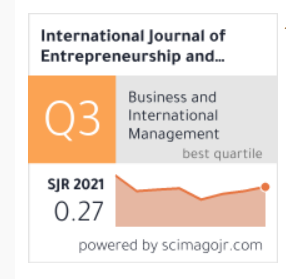 International Journal of
Entrepreneurship and...
Q3
Business and
International
Management
best quartile
SJR 2021
0.27
powered by scimagojr.com